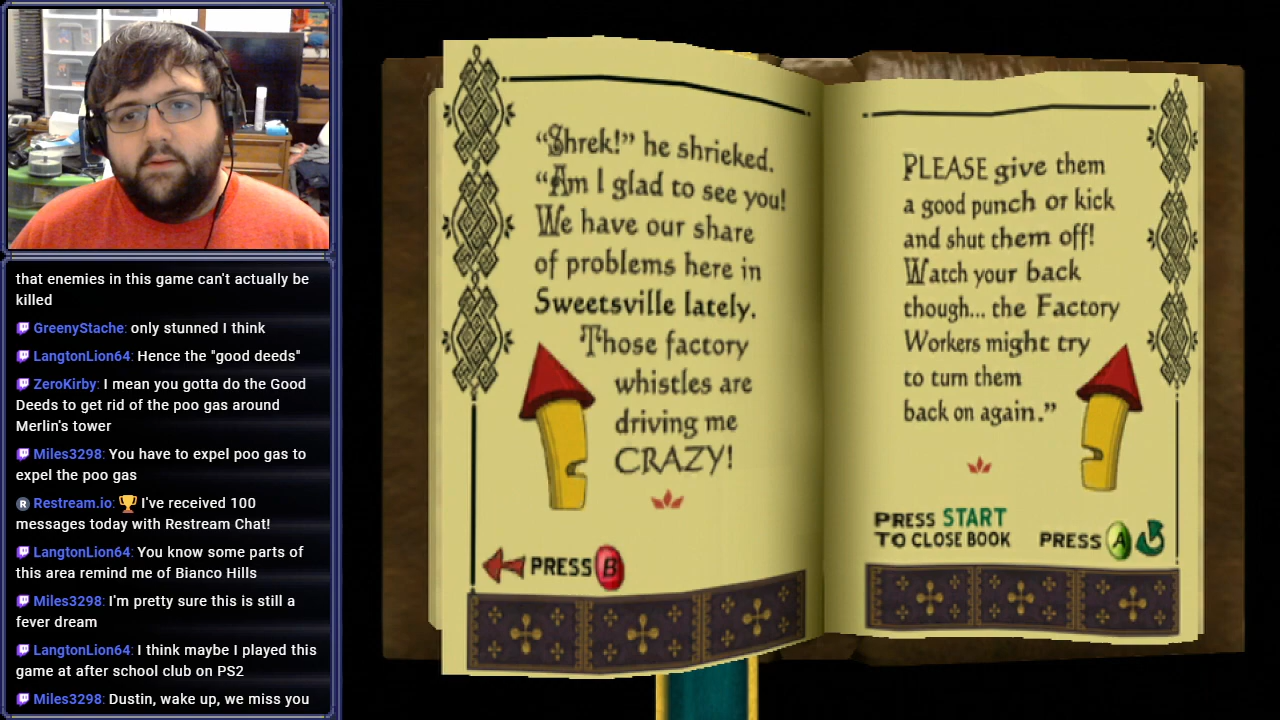 that enemies in this game can't actually be
killed
GreenyStache: only stunned I think
LangtonLion64: Hence the "good deeds"
ZeroKirby: I mean you gotta do the Good
Deeds to get rid of the poo gas around
Merlin's tower
Miles3298: You have to expel poo gas to
expel the poo gas
Restream.io: 🏆 I've received 100
messages today with Restream Chat!
LangtonLion64: You know some parts of
this area remind me of Bianco Hills
Miles3298: I'm pretty sure this is still a
fever dream
LangtonLion64: I think maybe I played this
game at after school club on PS2
Miles3298: Dustin, wake up, we miss you
“Shrek!” he shrieked.
“Am I glad to see you!
We have our share
of problems here in
Sweetsville lately.
Those factory
whistles are
driving me
CRAZY!
PRESS B
PLEASE give them
a good punch or kick
and shut them off!
Watch your back
though... the Factory
Workers might try
to turn them
back on again.”
PRESS START
TO CLOSE BOOK
PRESS A